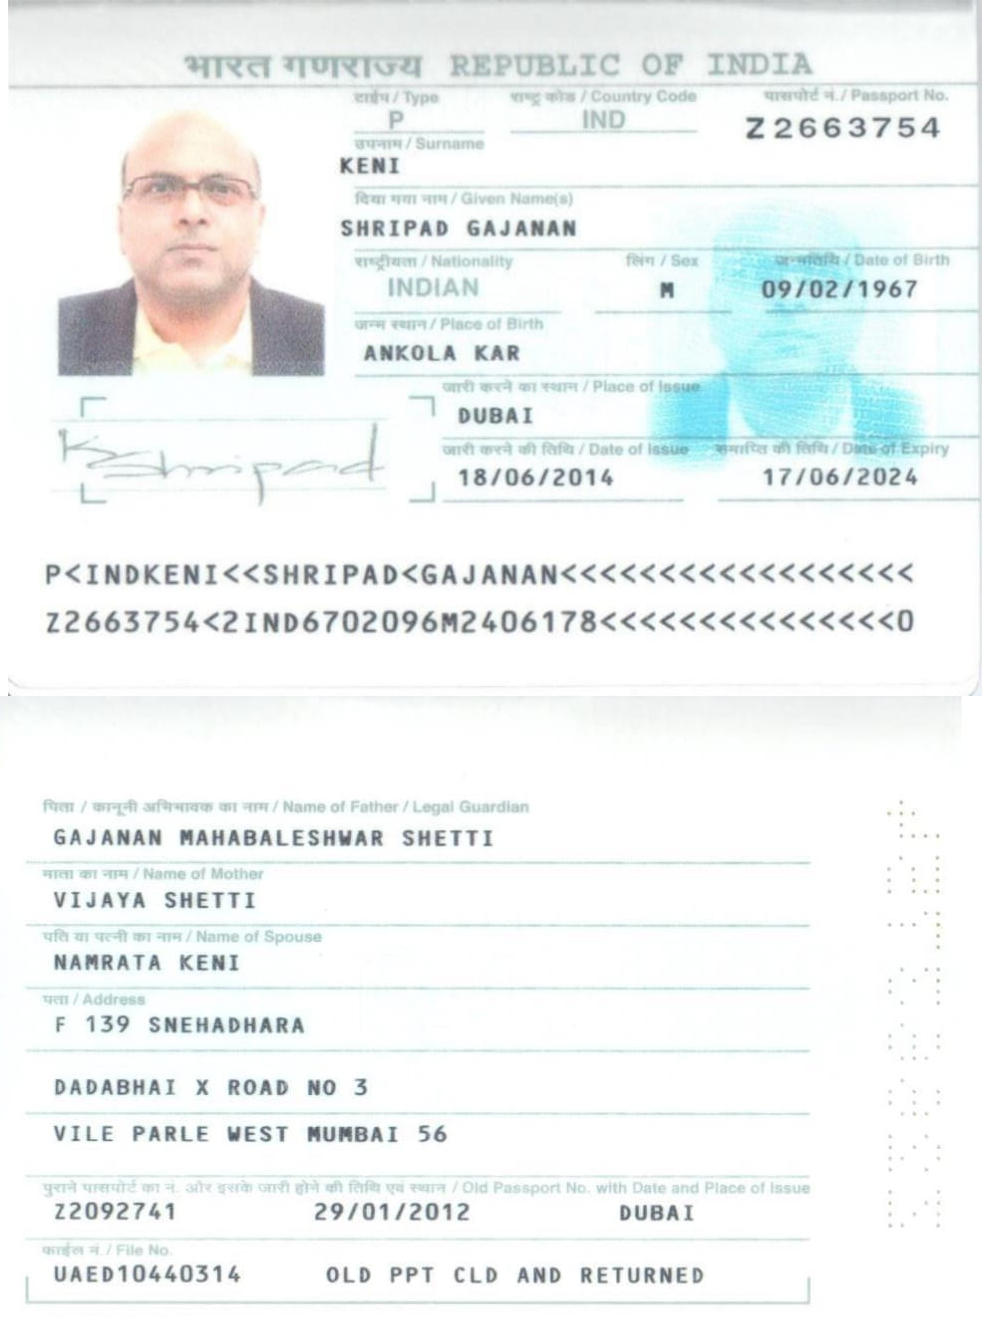 भारत गणराज्य REPUBLIC OF INDIA
टाईप / Type राष्ट्र कोड / Country Code पासपोर्ट नं. / Passport No.
P IND Z2663754
उपनाम / Surname
KENI
दिया गया नाम / Given Name(s)
SHRIPAD GAJANAN
राष्ट्रीयता / Nationality लिंग / Sex जन्मतिथि / Date of Birth
INDIAN M 09/02/1967
जन्म स्थान / Place of Birth
ANKOLA KAR
जारी करने का स्थान / Place of Issue
DUBAI
जारी करने की तिथि / Date of Issue समाप्ति की तिथि / Date of Expiry
18/06/2014 17/06/2024
K Shripad
P<INDKENI<<SHRIPAD<GAJANAN<<<<<<<<<<<<<<<<<<
Z2663754<2IND6702096M2406178<<<<<<<<<<<<<<<0
पिता / कानूनी अभिभावक का नाम / Name of Father / Legal Guardian
GAJANAN MAHABALESHWAR SHETTI
माता का नाम / Name of Mother
VIJAYA SHETTI
पति या पत्नी का नाम / Name of Spouse
NAMRATA KENI
पता / Address
F 139 SNEHADHARA
DADABHAI X ROAD NO 3
VILE PARLE WEST MUMBAI 56
पुराने पासपोर्ट का नं. और इसके जारी होने की तिथि एवं स्थान / Old Passport No. with Date and Place of Issue
Z2092741 29/01/2012 DUBAI
फाईल नं. / File No.
UAED10440314 OLD PPT CLD AND RETURNED